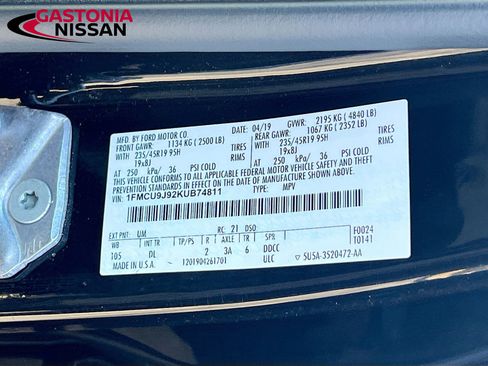 GASTONIA
NISSAN
MFD. BY FORD MOTOR CO.
DATE: 04/19 GVWR: 2195 KG ( 4840 LB)
FRONT GAWR: 1134 KG ( 2500 LB) REAR GAWR: 1067 KG ( 2352 LB)
WITH 235/45R19 95H TIRES WITH 235/45R19 95H TIRES
19x8J RIMS 19x8J RIMS
AT 250 kPa/ 36 PSI COLD AT 250 kPa/ 36 PSI COLD
THIS VEHICLE CONFORMS TO ALL APPLICABLE FEDERAL MOTOR
VEHICLE SAFETY AND THEFT PREVENTION STANDARDS IN EFFECT
ON THE DATE OF MANUFACTURE SHOWN ABOVE.
VIN: 1FMCU9J92KUB74811 TYPE: MPV
EXT PNT: UM RC: 21 DSO: F0024
WB BRK INT TR TP/PS R AXLE TR SPR T0141
105 DL 2 3A 6 DDCC
MADE IN U.S.A. 1201904261701 ULC ▽ 5U5A-3520472-AA